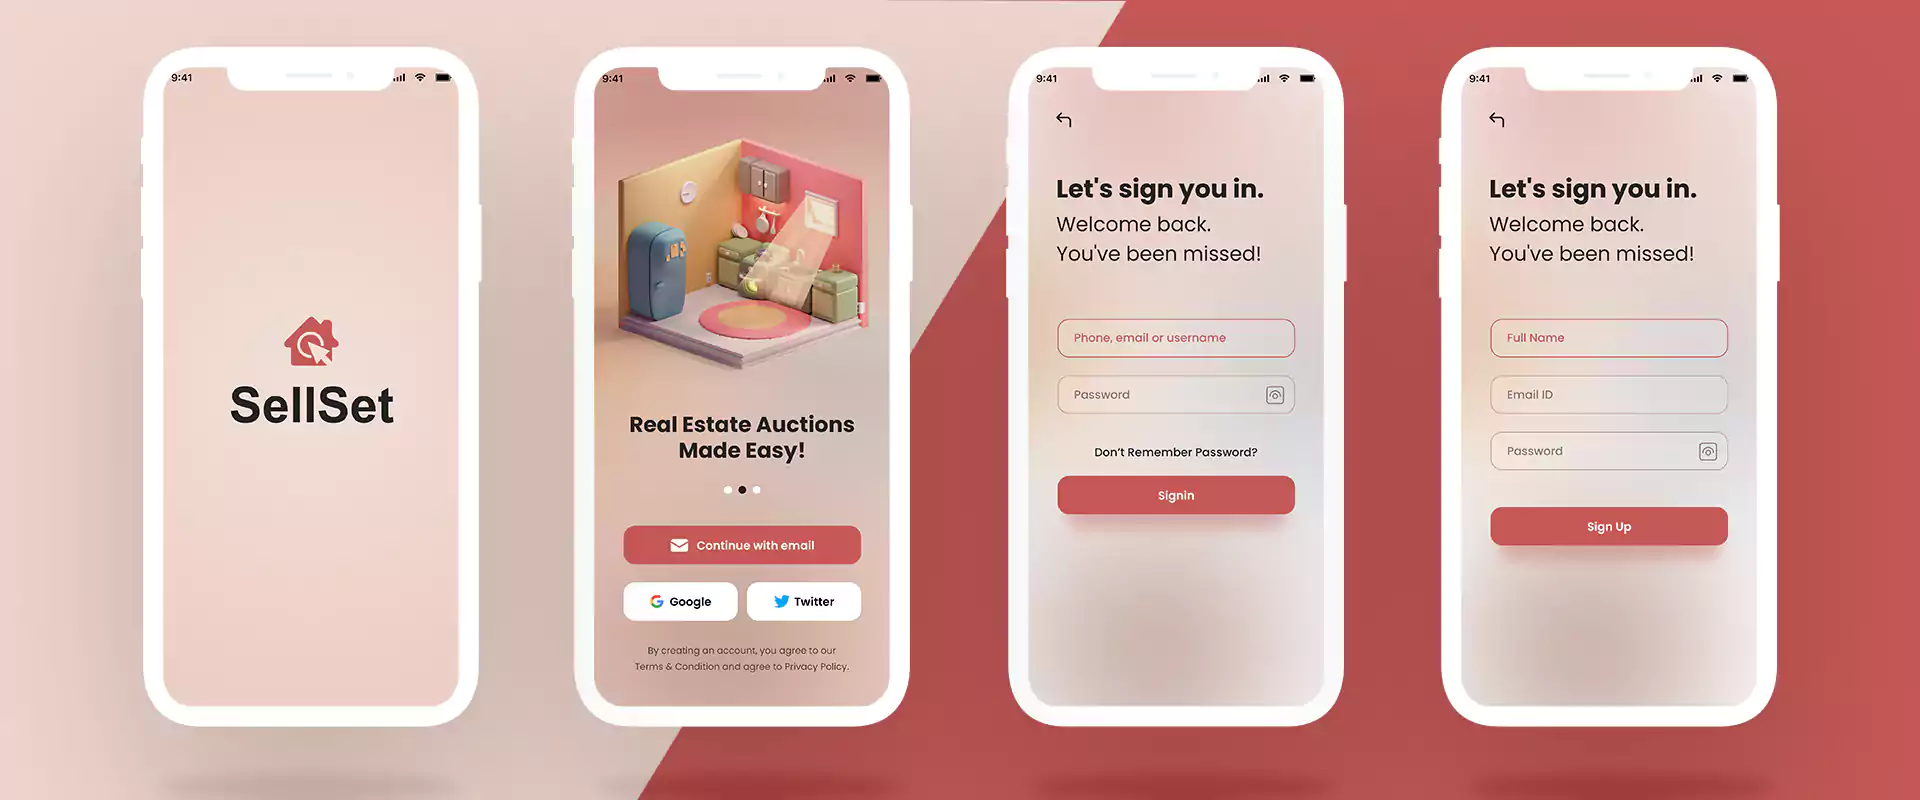 9:41
SellSet
9:41
Real Estate Auctions
Made Easy!
Continue with email
Google
Twitter
By creating an account, you agree to our
Terms & Condition and agree to Privacy Policy.
9:41
Let's sign you in.
Welcome back.
You've been missed!
Phone, email or username
Password
Don't Remember Password?
Signin
9:41
Let's sign you in.
Welcome back.
You've been missed!
Full Name
Email ID
Password
Sign Up